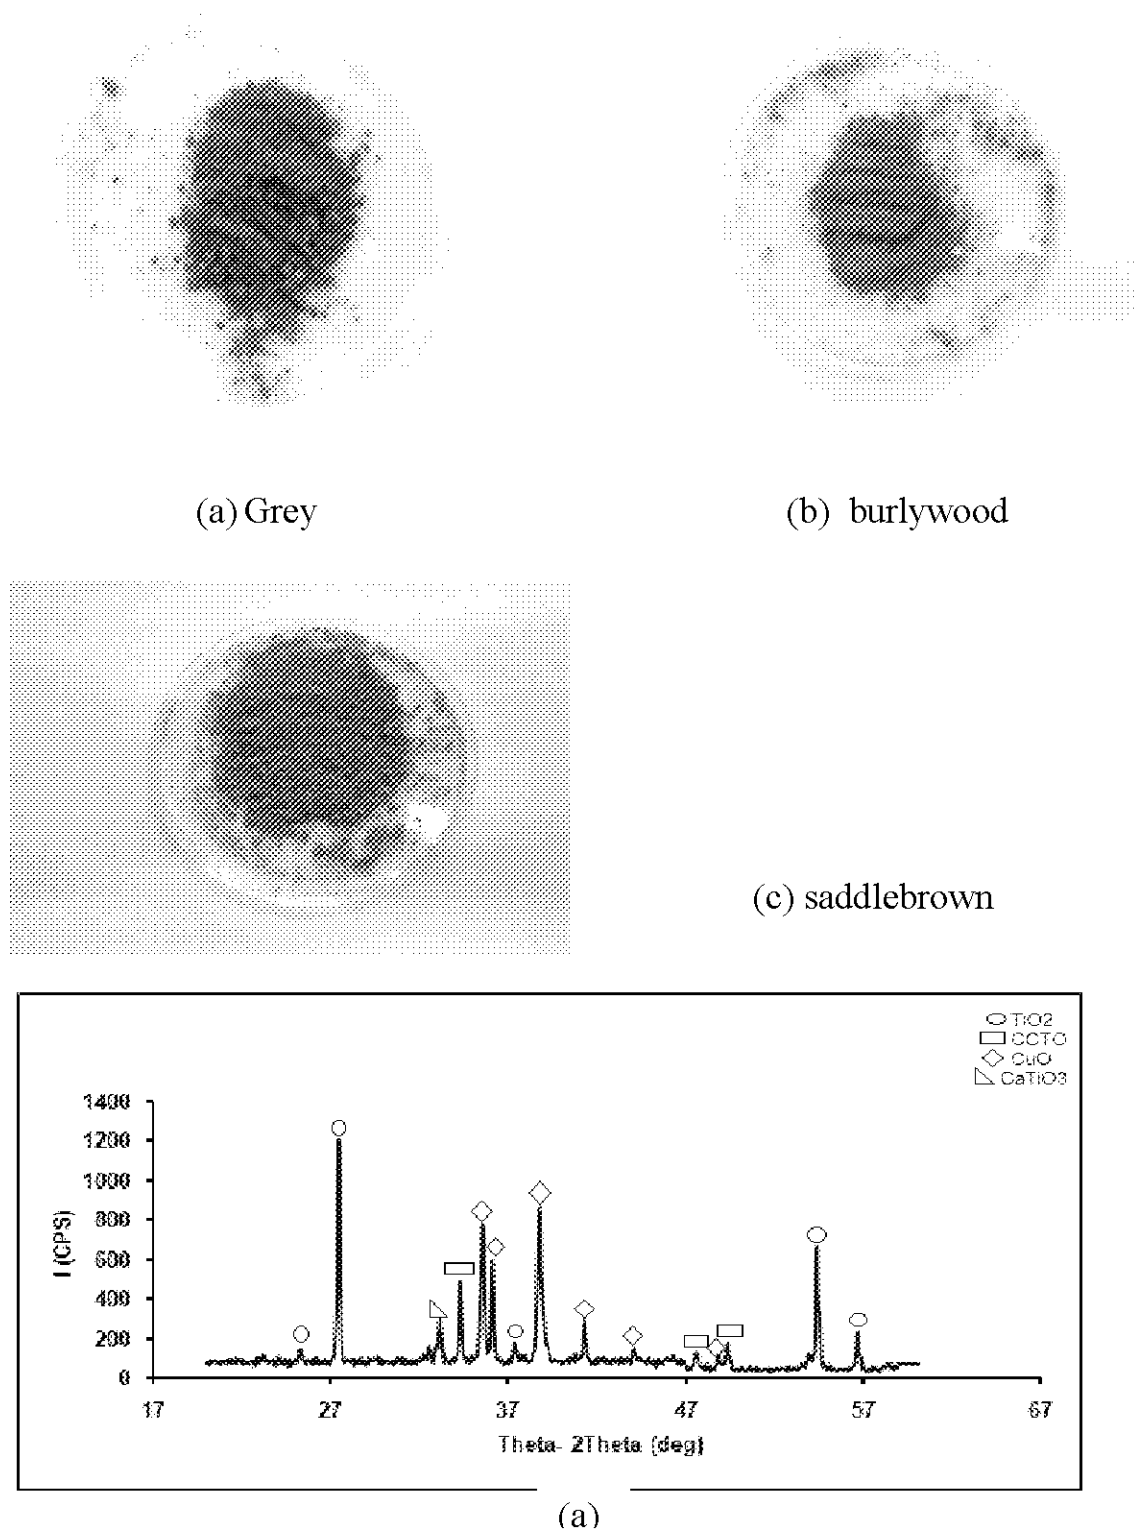 (a) Grey
(b) burlywood
(c) saddlebrown
TiO2
CCTO
CuO
CaTiO3
1400
1200
1000
800
600
400
200
0
I (CPS)
17 27 37 47 57 67
Theta- 2Theta (deg)
(a)